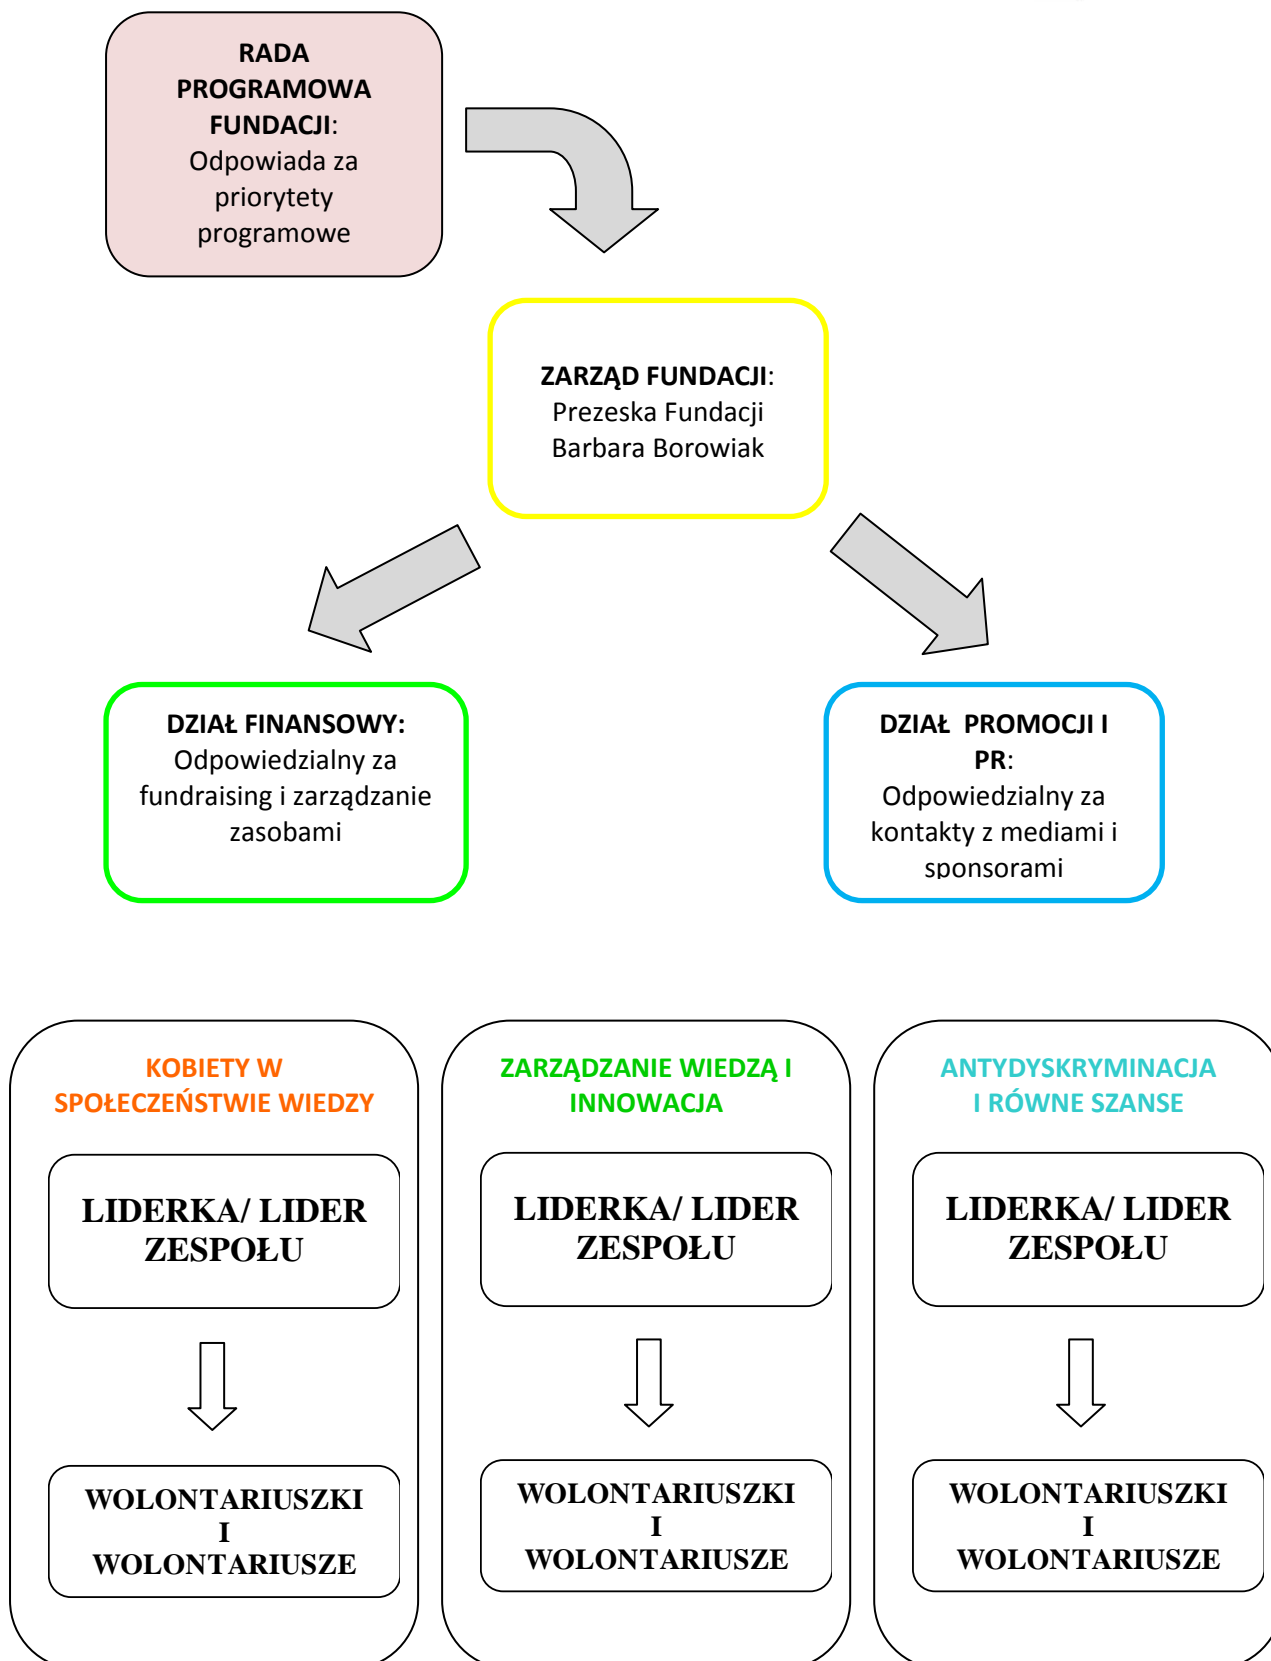 RADA
PROGRAMOWA
FUNDACJI:
Odpowiada za
priorytety
programowe
ZARZĄD FUNDACJI:
Prezeska Fundacji
Barbara Borowiak
DZIAŁ FINANSOWY:
Odpowiedzialny za
fundraising i zarządzanie
zasobami
DZIAŁ PROMOCJI I
PR:
Odpowiedzialny za
kontakty z mediami i
sponsorami
KOBIETY W
SPOŁECZEŃSTWIE WIEDZY
LIDERKA/ LIDER
ZESPOŁU
WOLONTARIUSZKI
I
WOLONTARIUSZE
ZARZĄDZANIE WIEDZĄ I
INNOWACJA
LIDERKA/ LIDER
ZESPOŁU
WOLONTARIUSZKI
I
WOLONTARIUSZE
ANTYDYSKRYMINACJA
I RÓWNE SZANSE
LIDERKA/ LIDER
ZESPOŁU
WOLONTARIUSZKI
I
WOLONTARIUSZE